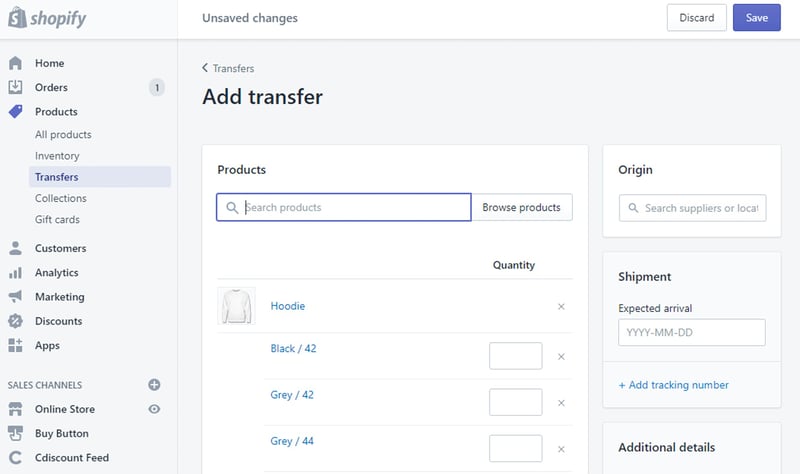 shopify
Unsaved changes
Discard
Save
Home
Orders
1
Products
All products
Inventory
Transfers
Collections
Gift cards
Customers
Analytics
Marketing
Discounts
Apps
SALES CHANNELS
Online Store
Buy Button
Cdiscount Feed
Transfers
Add transfer
Products
Search products
Browse products
Quantity
Hoodie
Black / 42
Grey / 42
Grey / 44
Origin
Search suppliers or locat
Shipment
Expected arrival
YYYY-MM-DD
+ Add tracking number
Additional details